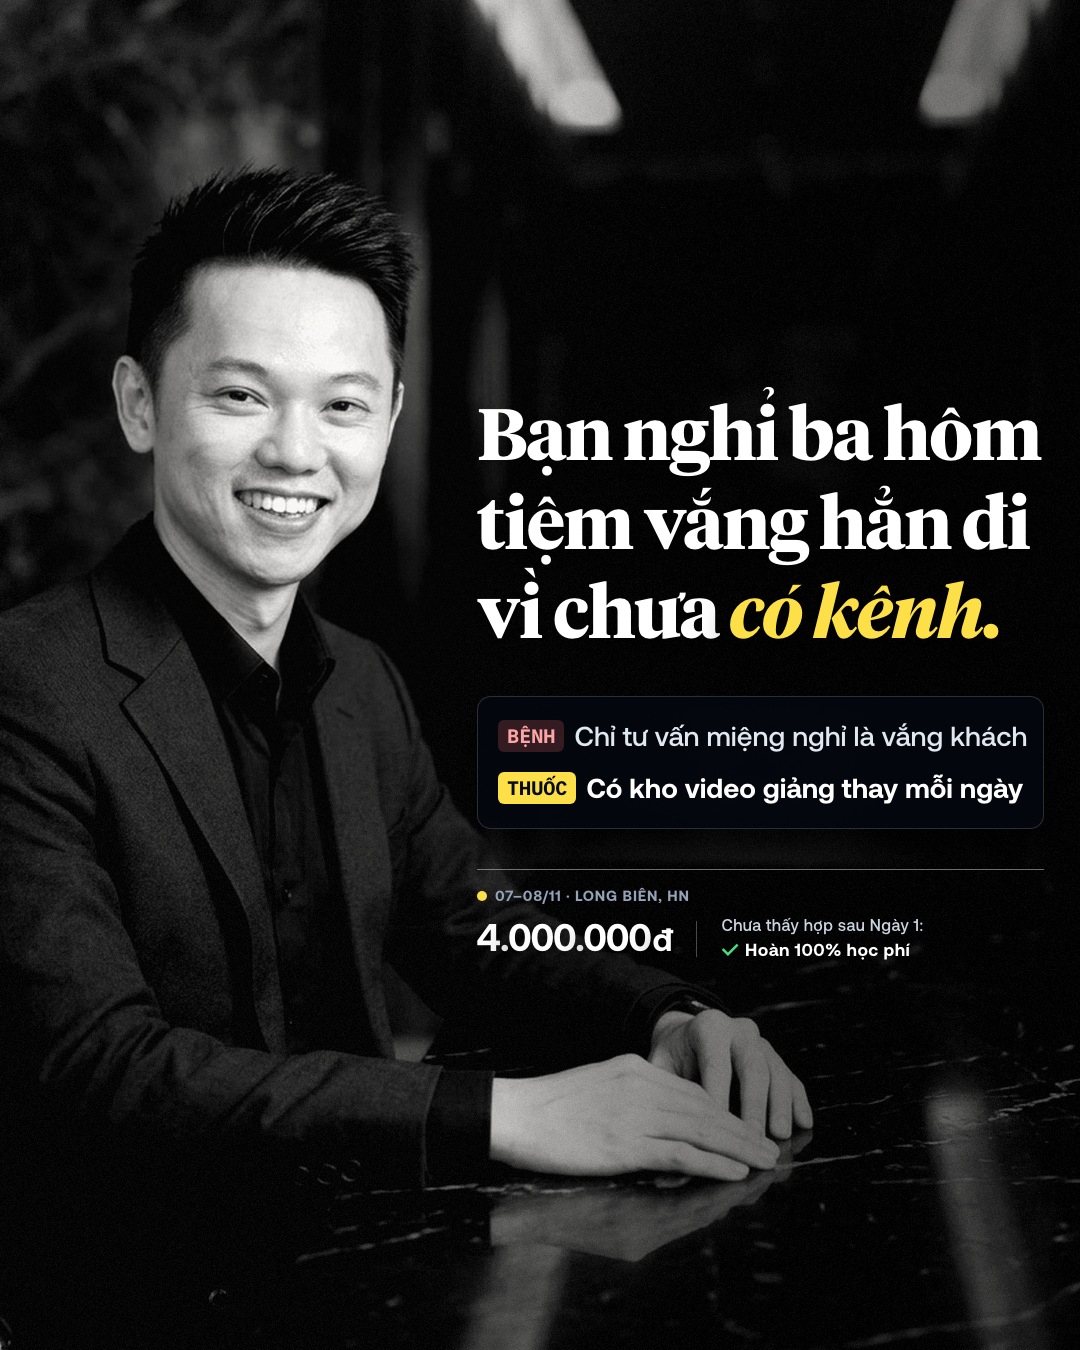 Bạn nghỉ ba hôm
tiệm vắng hẳn đi
vì chưa có kênh.
BỆNH Chỉ tư vấn miệng nghỉ là vắng khách
THUỐC Có kho video giảng thay mỗi ngày
07–08/11 · LONG BIÊN, HN
4.000.000đ
Chưa thấy hợp sau Ngày 1:
Hoàn 100% học phí